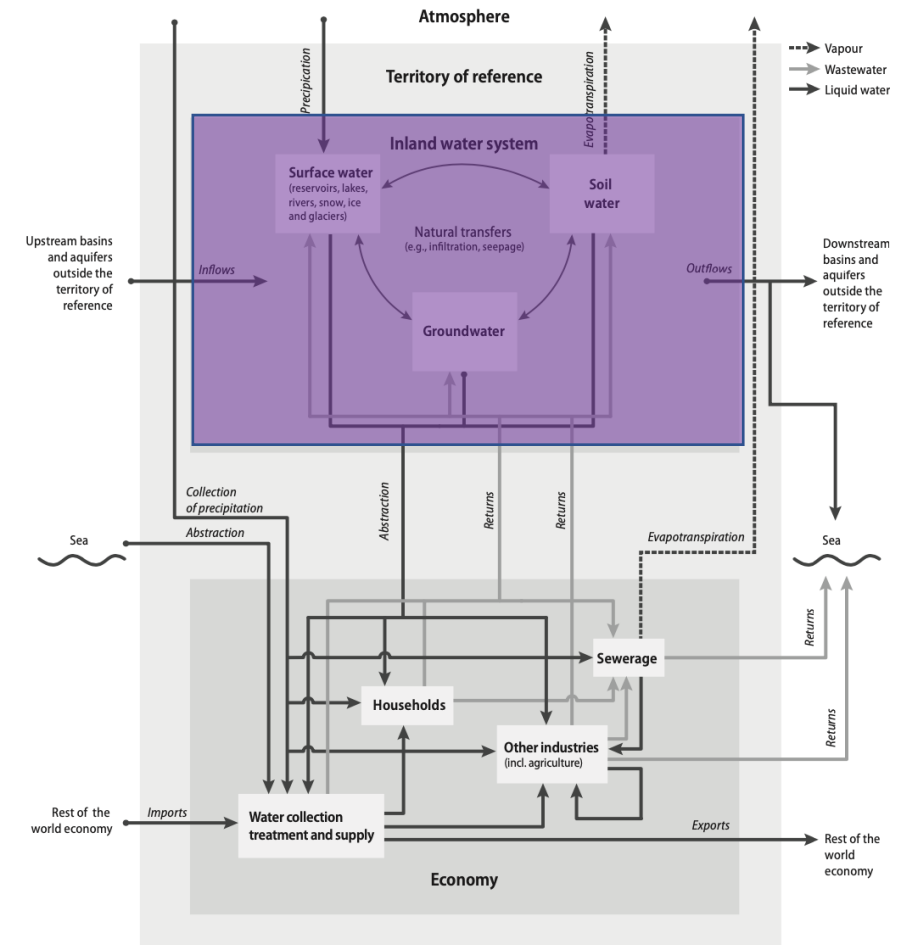 Atmosphere
Vapour
Wastewater
Liquid water
Territory of reference
Precipication
Evapotranspiration
Inland water system
Surface water
(reservoirs, lakes,
rivers, snow, ice
and glaciers)
Soil
water
Natural transfers
(e.g., infiltration, seepage)
Upstream basins
and aquifers
outside the
territory of
reference
Inflows
Outflows
Downstream
basins and
aquifers
outside the
territory of
reference
Groundwater
Collection
of precipitation
Abstraction
Abstraction
Returns
Returns
Sea
Evapotranspiration
Sea
Sewerage
Returns
Households
Other industries
(incl. agriculture)
Returns
Rest of the
world economy
Imports
Water collection
treatment and supply
Exports
Rest of the
world
economy
Economy